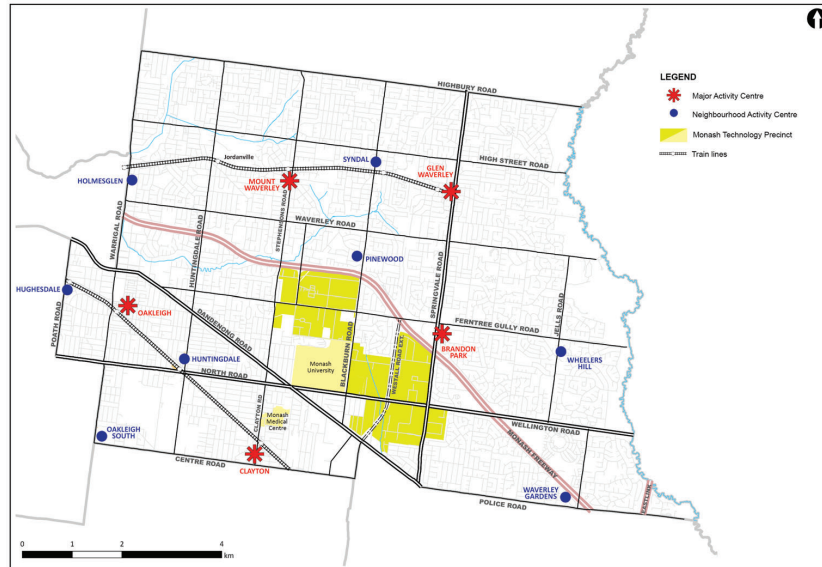 HIGHBURY ROAD
LEGEND
Major Activity Centre
Neighbourhood Activity Centre
Monash Technology Precinct
Train lines
Jordanville
SYNDAL
GLEN
WAVERLEY
HIGH STREET ROAD
HOLMESGLEN
MOUNT
WAVERLEY
STEPHENSONS ROAD
WARRIGAL ROAD
HUNTINGDALE ROAD
WAVERLEY ROAD
PINEWOOD
SPRINGVALE ROAD
HUGHESDALE
OAKLEIGH
DANDENONG ROAD
POATH ROAD
FERNTREE GULLY ROAD
JELLS ROAD
BRANDON
PARK
WHEELERS
HILL
HUNTINGDALE
NORTH ROAD
Monash
University
BLACKBURN ROAD
WESTALL ROAD EXT.
CLAYTON RD
Monash
Medical
Centre
WELLINGTON ROAD
OAKLEIGH
SOUTH
CENTRE ROAD
CLAYTON
MONASH FREEWAY
WAVERLEY
GARDENS
POLICE ROAD
EASTLINK
0 1 2 4
km